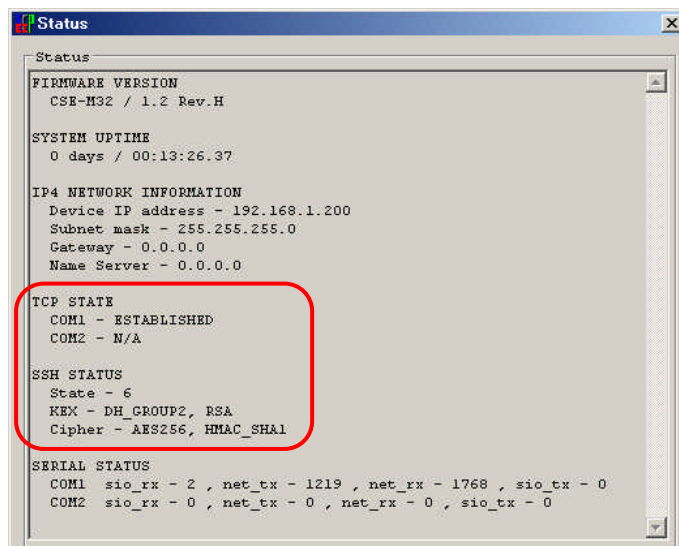 Status
Status
FIRMWARE VERSION
CSE-M32 / 1.2 Rev.H
SYSTEM UPTIME
0 days / 00:13:26.37
IP4 NETWORK INFORMATION
Device IP address - 192.168.1.200
Subnet mask - 255.255.255.0
Gateway - 0.0.0.0
Name Server - 0.0.0.0
TCP STATE
COM1 - ESTABLISHED
COM2 - N/A
SSH STATUS
State - 6
KEX - DH_GROUP2, RSA
Cipher - AES256, HMAC_SHA1
SERIAL STATUS
COM1 sio_rx - 2 , net_tx - 1219 , net_rx - 1768 , sio_tx - 0
COM2 sio_rx - 0 , net_tx - 0 , net_rx - 0 , sio_tx - 0